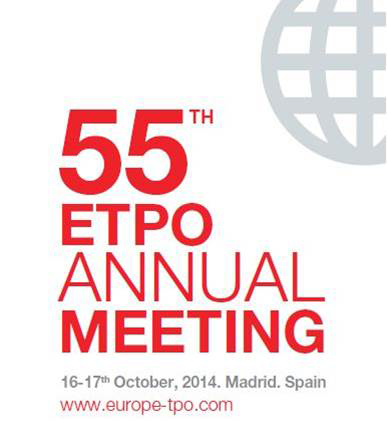 55TH
ETPO
ANNUAL
MEETING
16-17th October, 2014. Madrid. Spain
www.europe-tpo.com